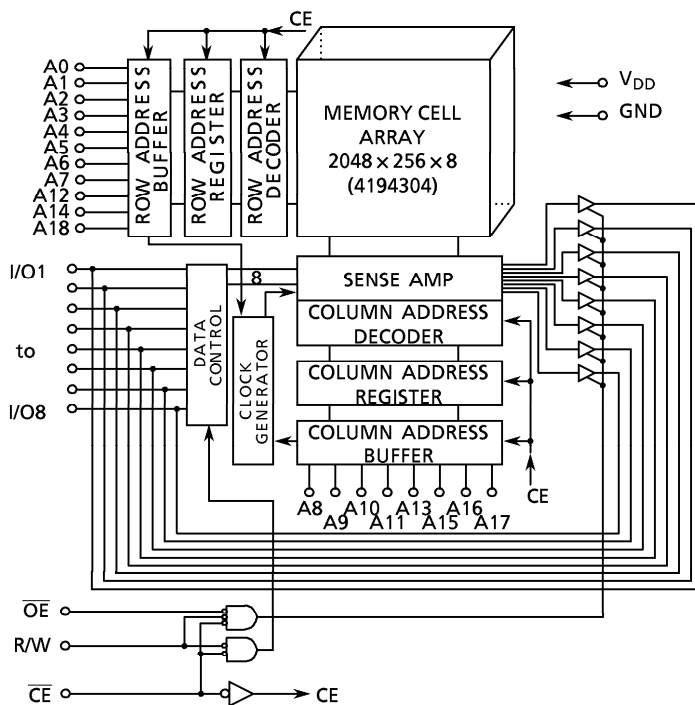 CE
A0
A1
A2
A3
A4
A5
A6
A7
A12
A14
A18
ROW ADDRESS
BUFFER
ROW ADDRESS
REGISTER
ROW ADDRESS
DECODER
MEMORY CELL
ARRAY
2048 × 256 × 8
(4194304)
VDD
GND
I/O1
to
I/O8
DATA
CONTROL
8
CLOCK
GENERATOR
SENSE AMP
COLUMN ADDRESS
DECODER
COLUMN ADDRESS
REGISTER
COLUMN ADDRESS
BUFFER
CE
A8
A10
A13
A16
A9
A11
A15
A17
O̅E̅
R/W
C̅E̅
CE